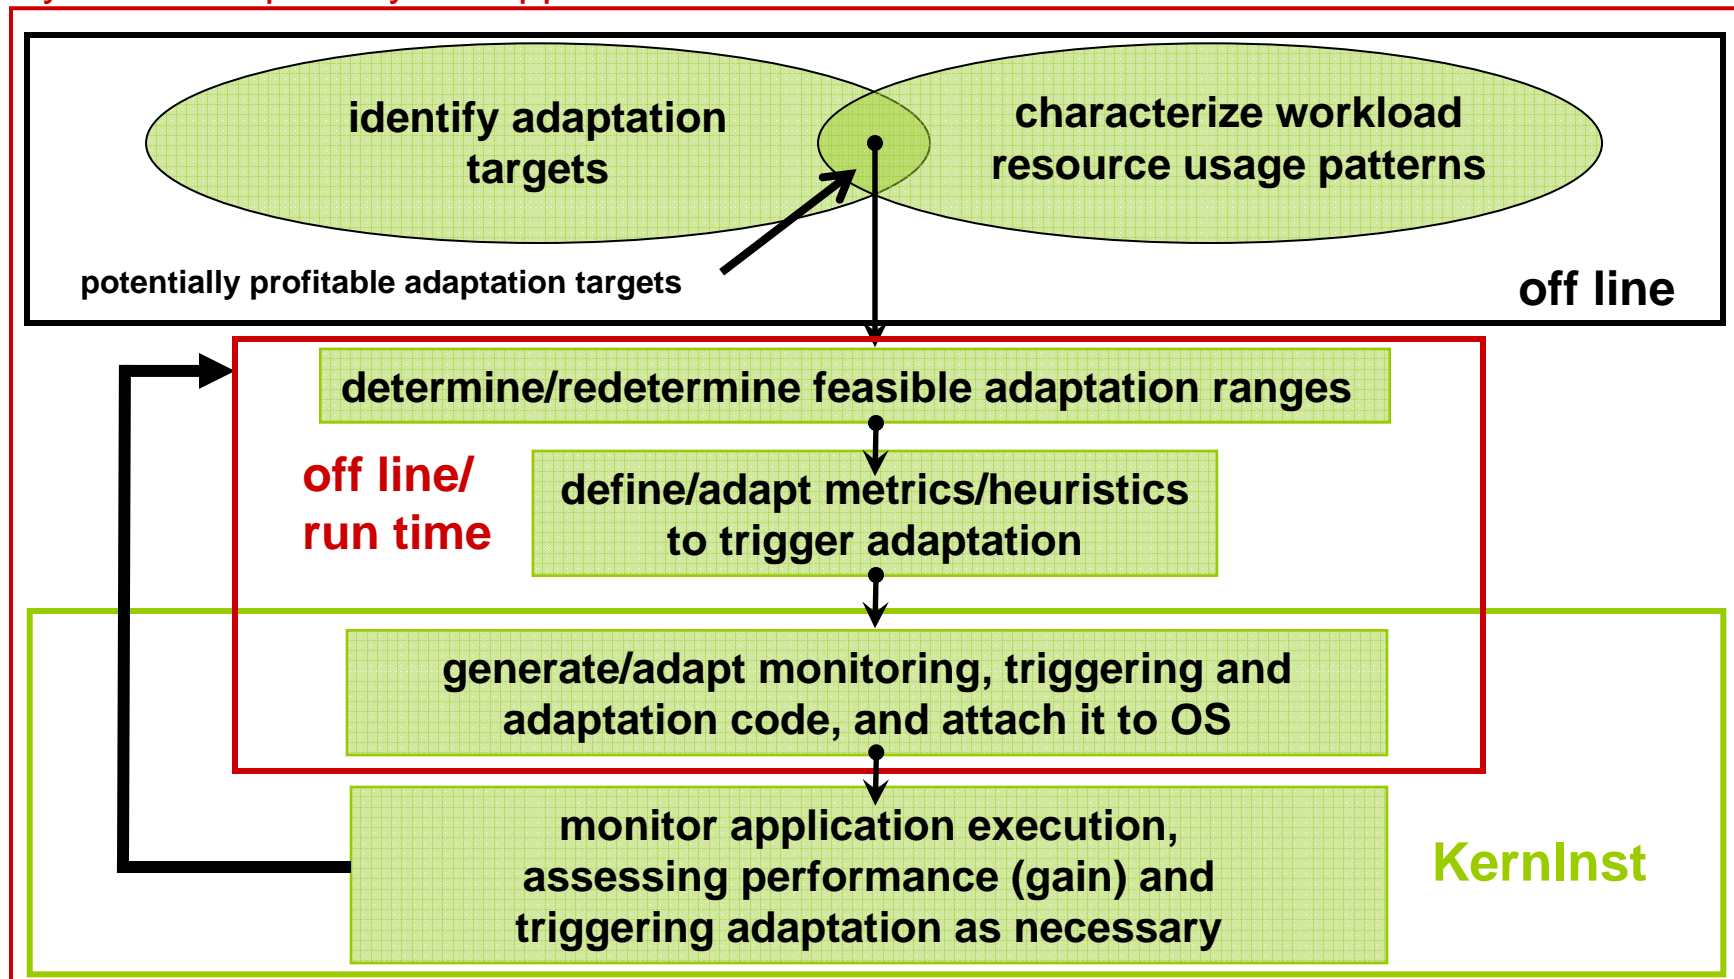 identify adaptation
targets
characterize workload
resource usage patterns
potentially profitable adaptation targets
off line
determine/redetermine feasible adaptation ranges
off line/
run time
define/adapt metrics/heuristics
to trigger adaptation
generate/adapt monitoring, triggering and
adaptation code, and attach it to OS
monitor application execution,
assessing performance (gain) and
triggering adaptation as necessary
KernInst